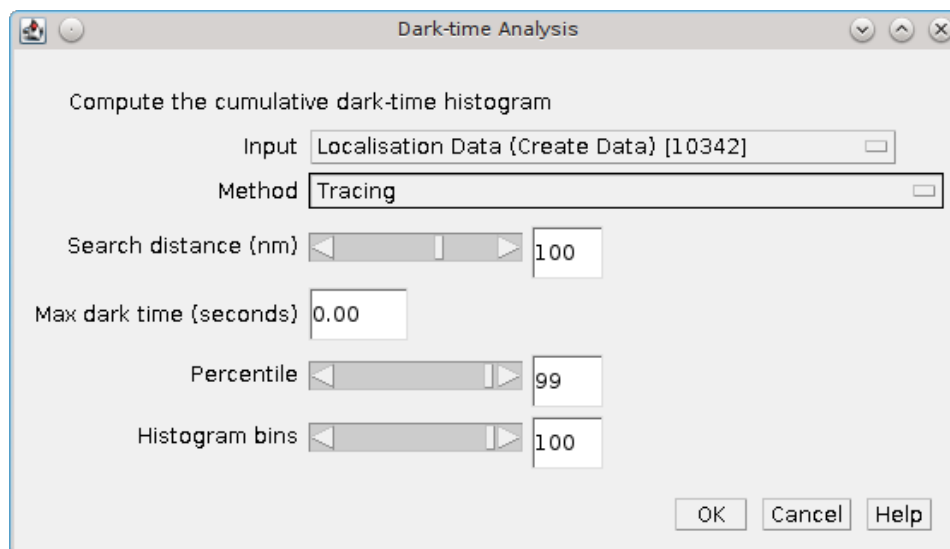 Dark-time Analysis
Compute the cumulative dark-time histogram
Input Localisation Data (Create Data) [10342]
Method Tracing
Search distance (nm) 100
Max dark time (seconds) 0.00
Percentile 99
Histogram bins 100
OK Cancel Help